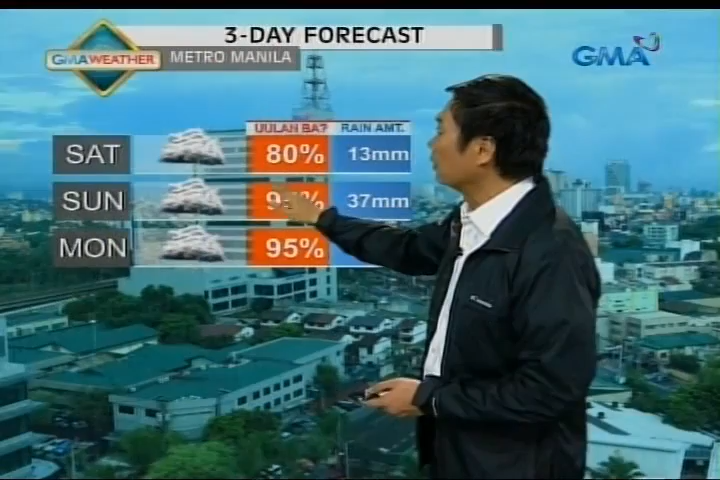 3-DAY FORECAST
GMA WEATHER
METRO MANILA
GMA
UULAN BA? RAIN AMT.
SAT 80% 13mm
SUN 37mm
MON 95%
Columbia